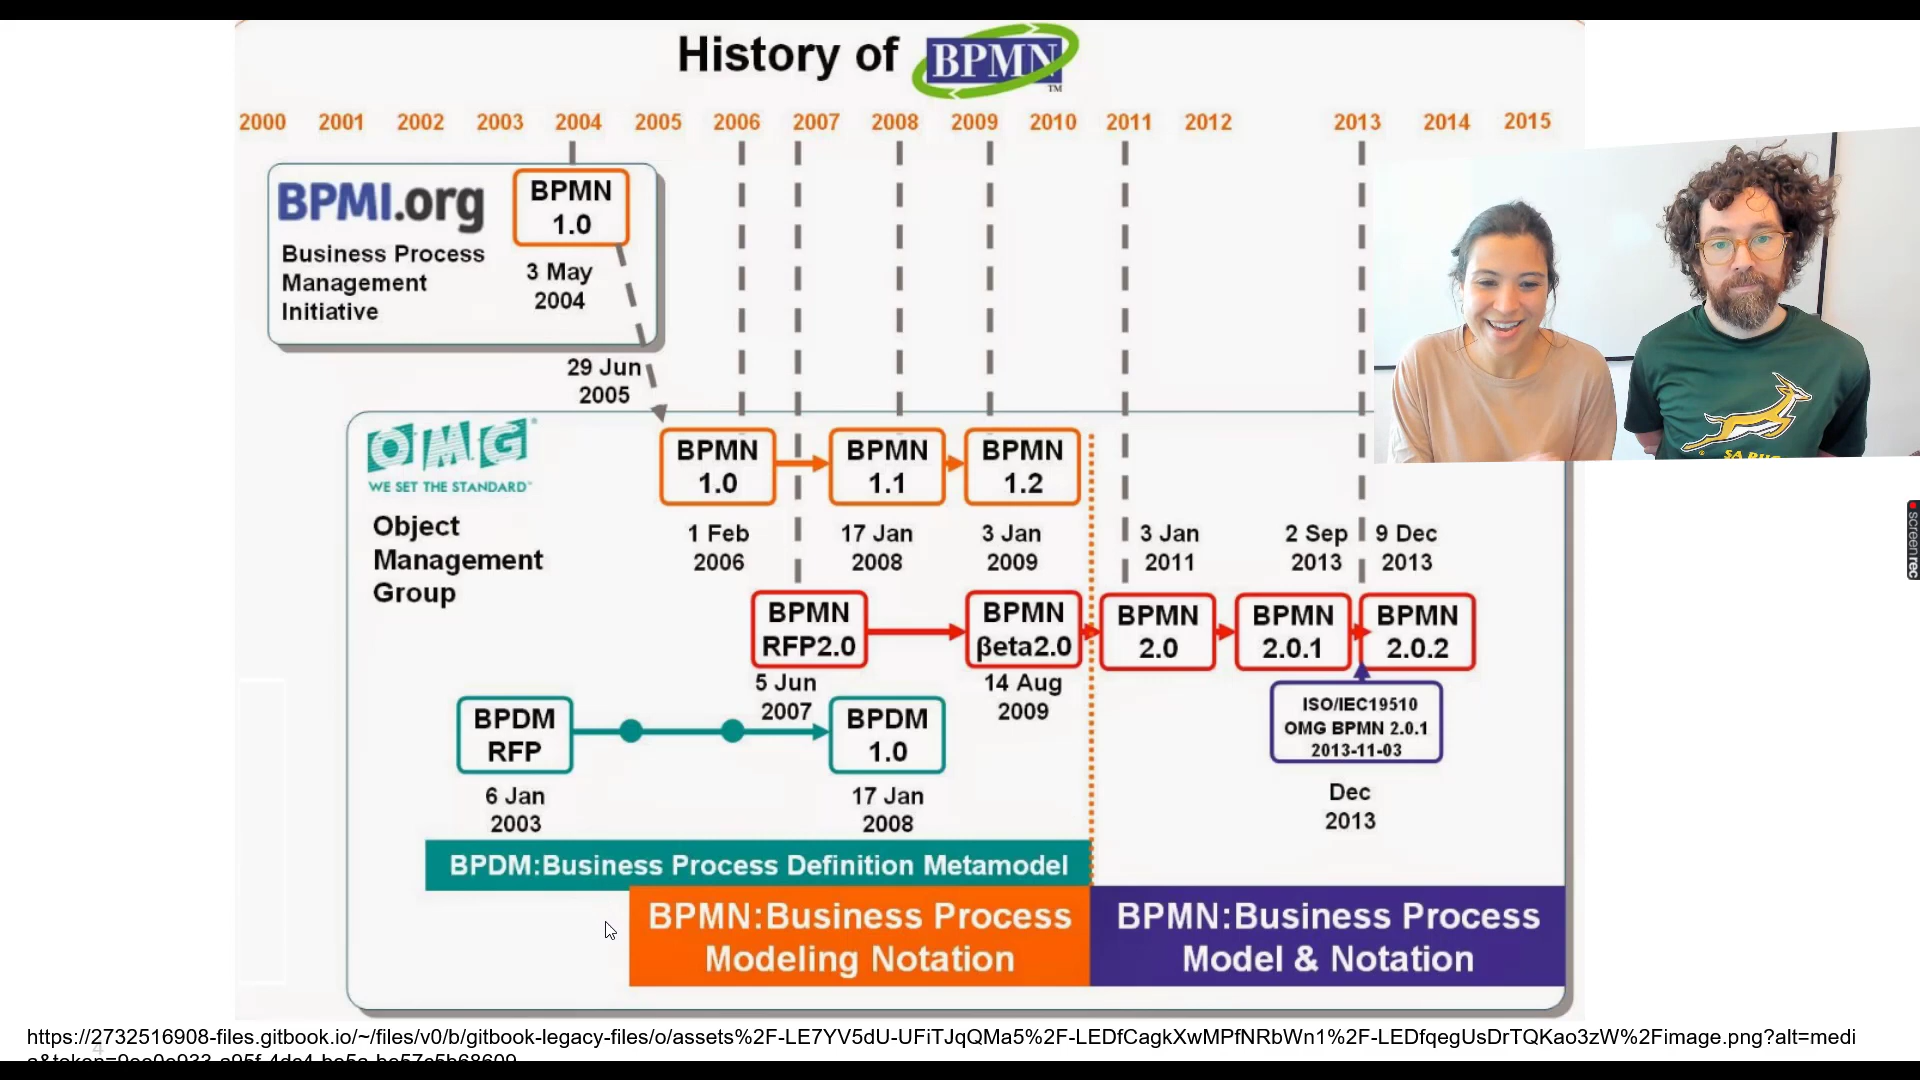 History of BPMN
TM
2000 2001 2002 2003 2004 2005 2006 2007 2008 2009 2010 2011 2012 2013 2014 2015
BPMI.org
Business Process
Management
Initiative
BPMN
1.0
3 May
2004
29 Jun
2005
OMG
WE SET THE STANDARD
Object
Management
Group
BPMN
1.0
1 Feb
2006
BPMN
1.1
17 Jan
2008
BPMN
1.2
3 Jan
2009
BPMN
RFP2.0
5 Jun
2007
BPMN
βeta2.0
14 Aug
2009
3 Jan
2011
BPMN
2.0
2 Sep
2013
BPMN
2.0.1
9 Dec
2013
BPMN
2.0.2
ISO/IEC19510
OMG BPMN 2.0.1
2013-11-03
Dec
2013
BPDM
RFP
6 Jan
2003
BPDM
1.0
17 Jan
2008
BPDM:Business Process Definition Metamodel
BPMN:Business Process
Modeling Notation
BPMN:Business Process
Model & Notation
SA
screenrec
https://2732516908-files.gitbook.io/~/files/v0/b/gitbook-legacy-files/o/assets%2F-LE7YV5dU-UFiTJqQMa5%2F-LEDfCagkXwMPfNRbWn1%2F-LEDfqegUsDrTQKao3zW%2Fimage.png?alt=medi
4